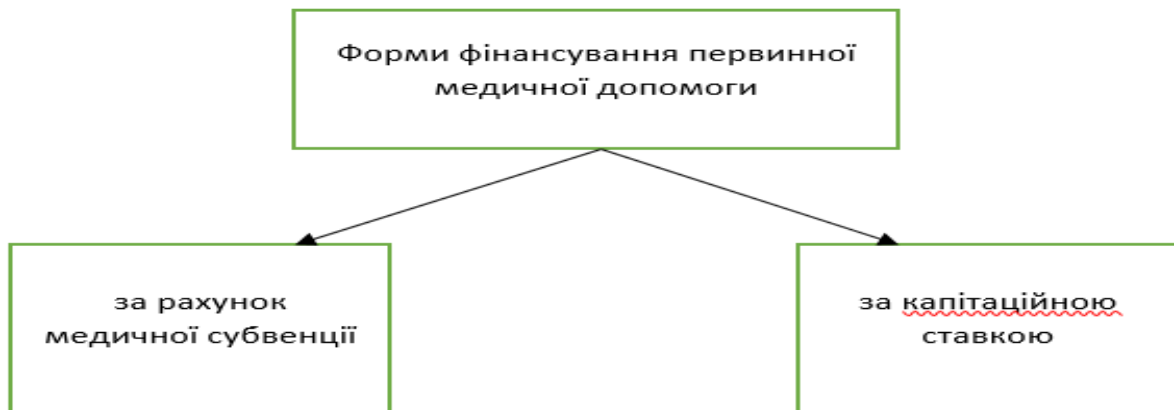 Форми фінансування первинної
медичної допомоги
за рахунок
медичної субвенції
за капітаційною
ставкою